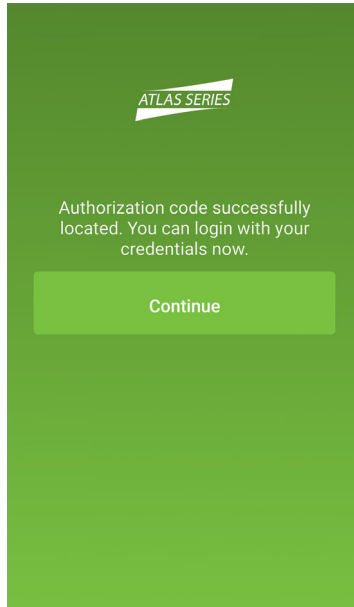 ATLAS SERIES
Authorization code successfully
located. You can login with your
credentials now.
Continue